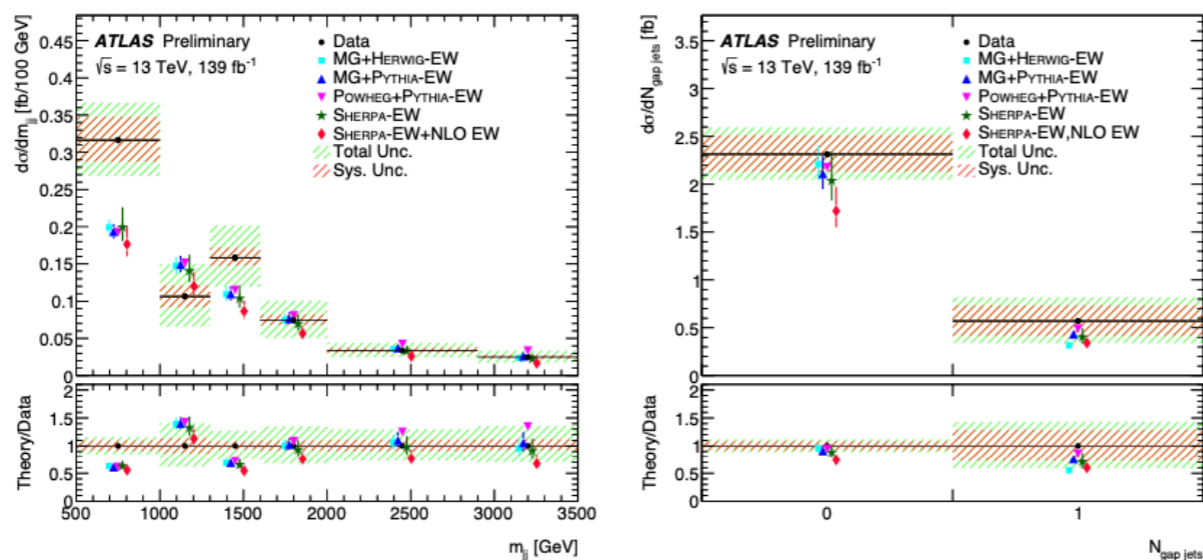 dσ/dm_jj [fb/100 GeV]
ATLAS Preliminary
√s = 13 TeV, 139 fb⁻¹
Data
MG+HERWIG-EW
MG+PYTHIA-EW
POWHEG+PYTHIA-EW
SHERPA-EW
SHERPA-EW+NLO EW
Total Unc.
Sys. Unc.
0.45
0.4
0.35
0.3
0.25
0.2
0.15
0.1
0.05
0
Theory/Data
2
1.5
1
0.5
0
500 1000 1500 2000 2500 3000 3500
m_jj [GeV]
dσ/dN_gap jets [fb]
ATLAS Preliminary
√s = 13 TeV, 139 fb⁻¹
Data
MG+HERWIG-EW
MG+PYTHIA-EW
POWHEG+PYTHIA-EW
SHERPA-EW
SHERPA-EW,NLO EW
Total Unc.
Sys. Unc.
3.5
3
2.5
2
1.5
1
0.5
0
Theory/Data
2
1.5
1
0.5
0
0 1
N_gap jets